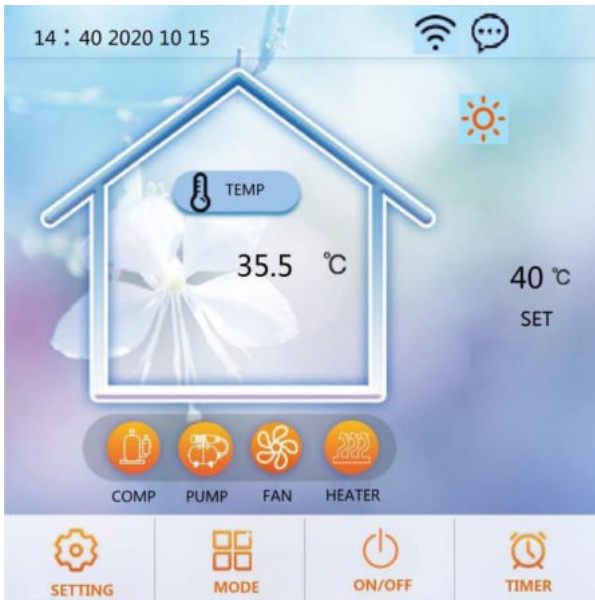 14：40 2020 10 15
TEMP
35.5 ℃
40 ℃
SET
COMP PUMP FAN HEATER
SETTING MODE ON/OFF TIMER